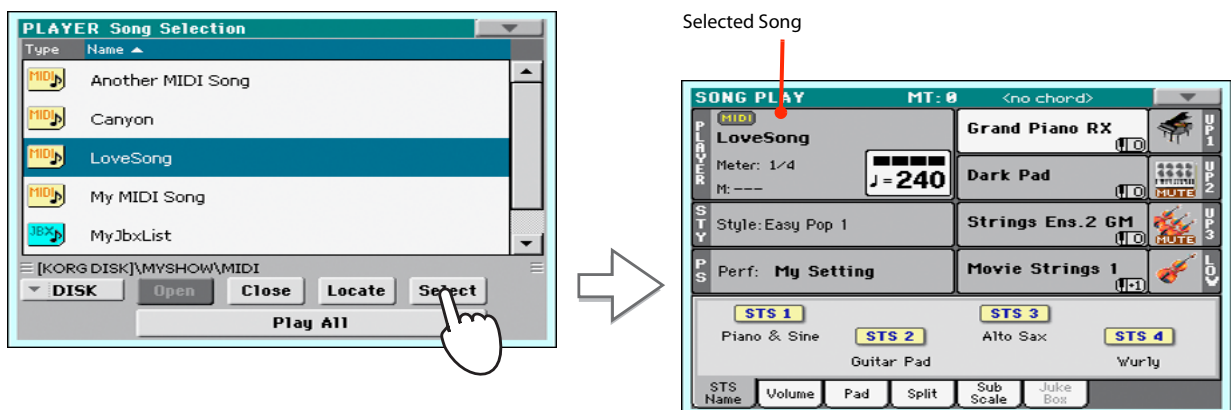 PLAYER Song Selection
Type Name
MIDI Another MIDI Song
MIDI Canyon
MIDI LoveSong
MIDI My MIDI Song
JBX MyJbxList
[KORG DISK]\MYSHOW\MIDI
DISK Open Close Locate Select
Play All
Selected Song
SONG PLAY MT: 0 <no chord>
PLAYER
MIDI
LoveSong
Meter: 1/4
M: ---
♩=240
Grand Piano RX 0 UP1
Dark Pad 0 MUTE UP2
STY Style: Easy Pop 1
Strings Ens.2 GM 0 MUTE UP3
PS Perf: My Setting
Movie Strings 1 +1 LOW
STS 1 STS 3
Piano & Sine STS 2 Alto Sax STS 4
Guitar Pad Wurly
STS Name Volume Pad Split Sub Scale Juke Box